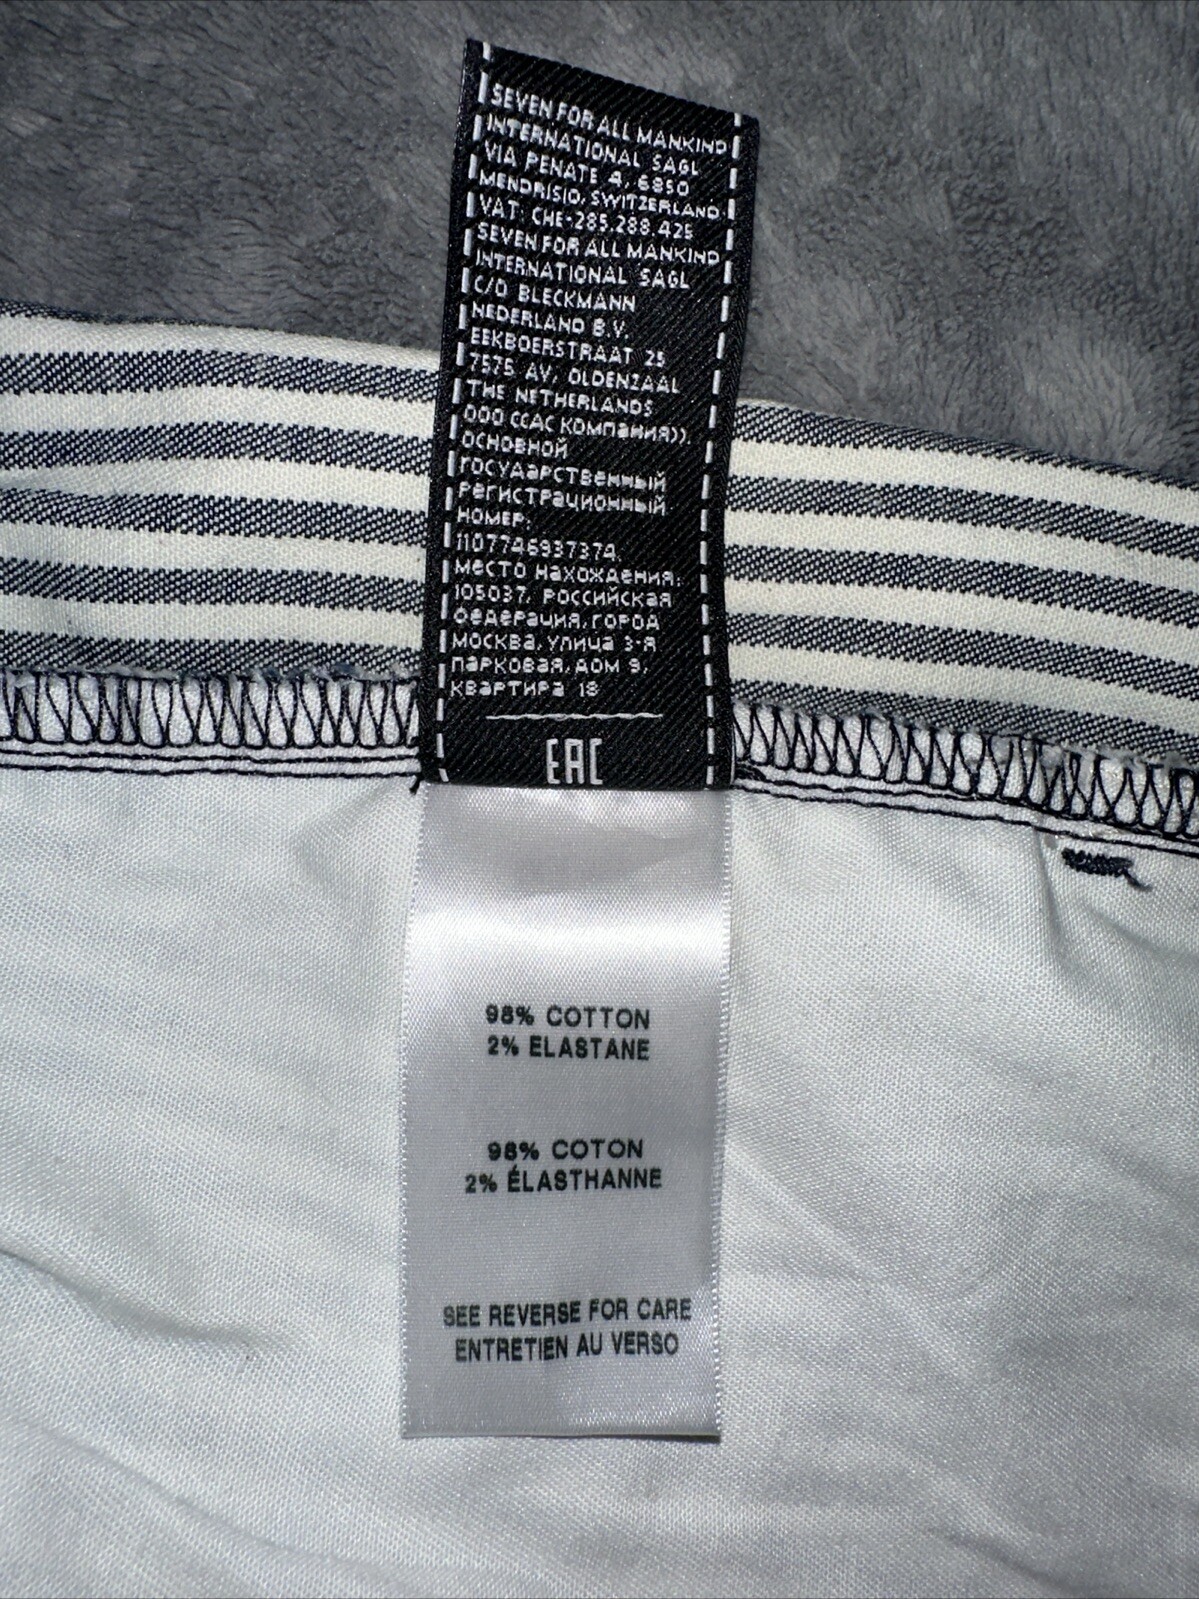 SEVEN FOR ALL MANKIND
INTERNATIONAL SAGL
VIA PENATE 4, 6850
MENDRISIO, SWITZERLAND
VAT: CHE-285.288.425
SEVEN FOR ALL MANKIND
INTERNATIONAL SAGL
C/O BLECKMANN
NEDERLAND B.V.
EEKBOERSTRAAT 25
7575 AV, OLDENZAAL
THE NETHERLANDS
ООО ССАС КОМПАНИЯ)).
ОСНОВНОЙ
ГОСУДАРСТВЕННЫЙ
РЕГИСТРАЦИОННЫЙ
НОМЕР:
1107746937374.
МЕСТО НАХОЖДЕНИЯ:
105037, РОССИЙСКАЯ
ФЕДЕРАЦИЯ, ГОРОД
МОСКВА, УЛИЦА 3-Я
ПАРКОВАЯ, ДОМ 9,
КВАРТИРА 18
EAC
98% COTTON
2% ELASTANE
98% COTON
2% ÉLASTHANNE
SEE REVERSE FOR CARE
ENTRETIEN AU VERSO